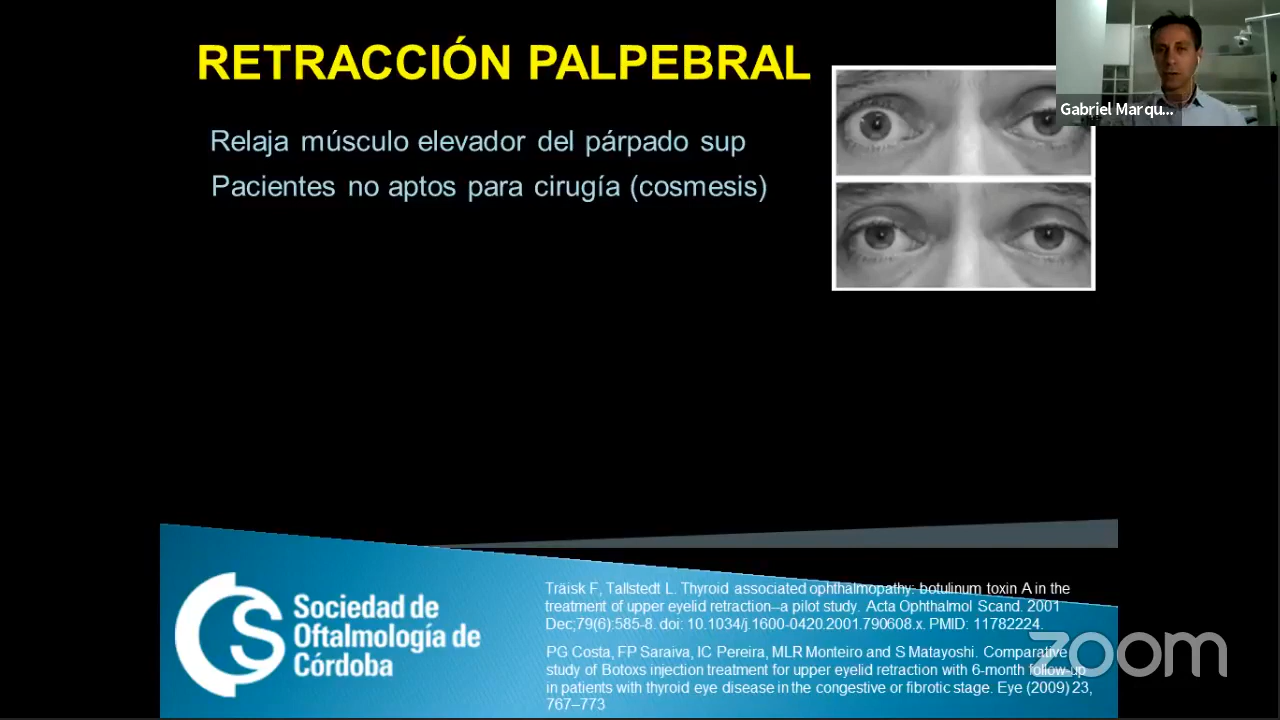 RETRACCIÓN PALPEBRAL
Gabriel Marqu...
Relaja músculo elevador del párpado sup
Pacientes no aptos para cirugía (cosmesis)
CS
Sociedad de
Oftalmología de
Córdoba
Träisk F, Tallstedt L. Thyroid associated ophthalmopathy: botulinum toxin A in the
treatment of upper eyelid retraction--a pilot study. Acta Ophthalmol Scand. 2001
Dec;79(6):585-8. doi: 10.1034/j.1600-0420.2001.790608.x. PMID: 11782224.
PG Costa, FP Saraiva, IC Pereira, MLR Monteiro and S Matayoshi. Comparative
study of Botoxs injection treatment for upper eyelid retraction with 6-month follow-up
in patients with thyroid eye disease in the congestive or fibrotic stage. Eye (2009) 23,
767–773
zoom